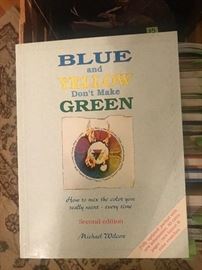 BLUE
and
YELLOW
Don't Make
GREEN
How to mix the color you
really want - every time
Second edition
Michael Wilcox